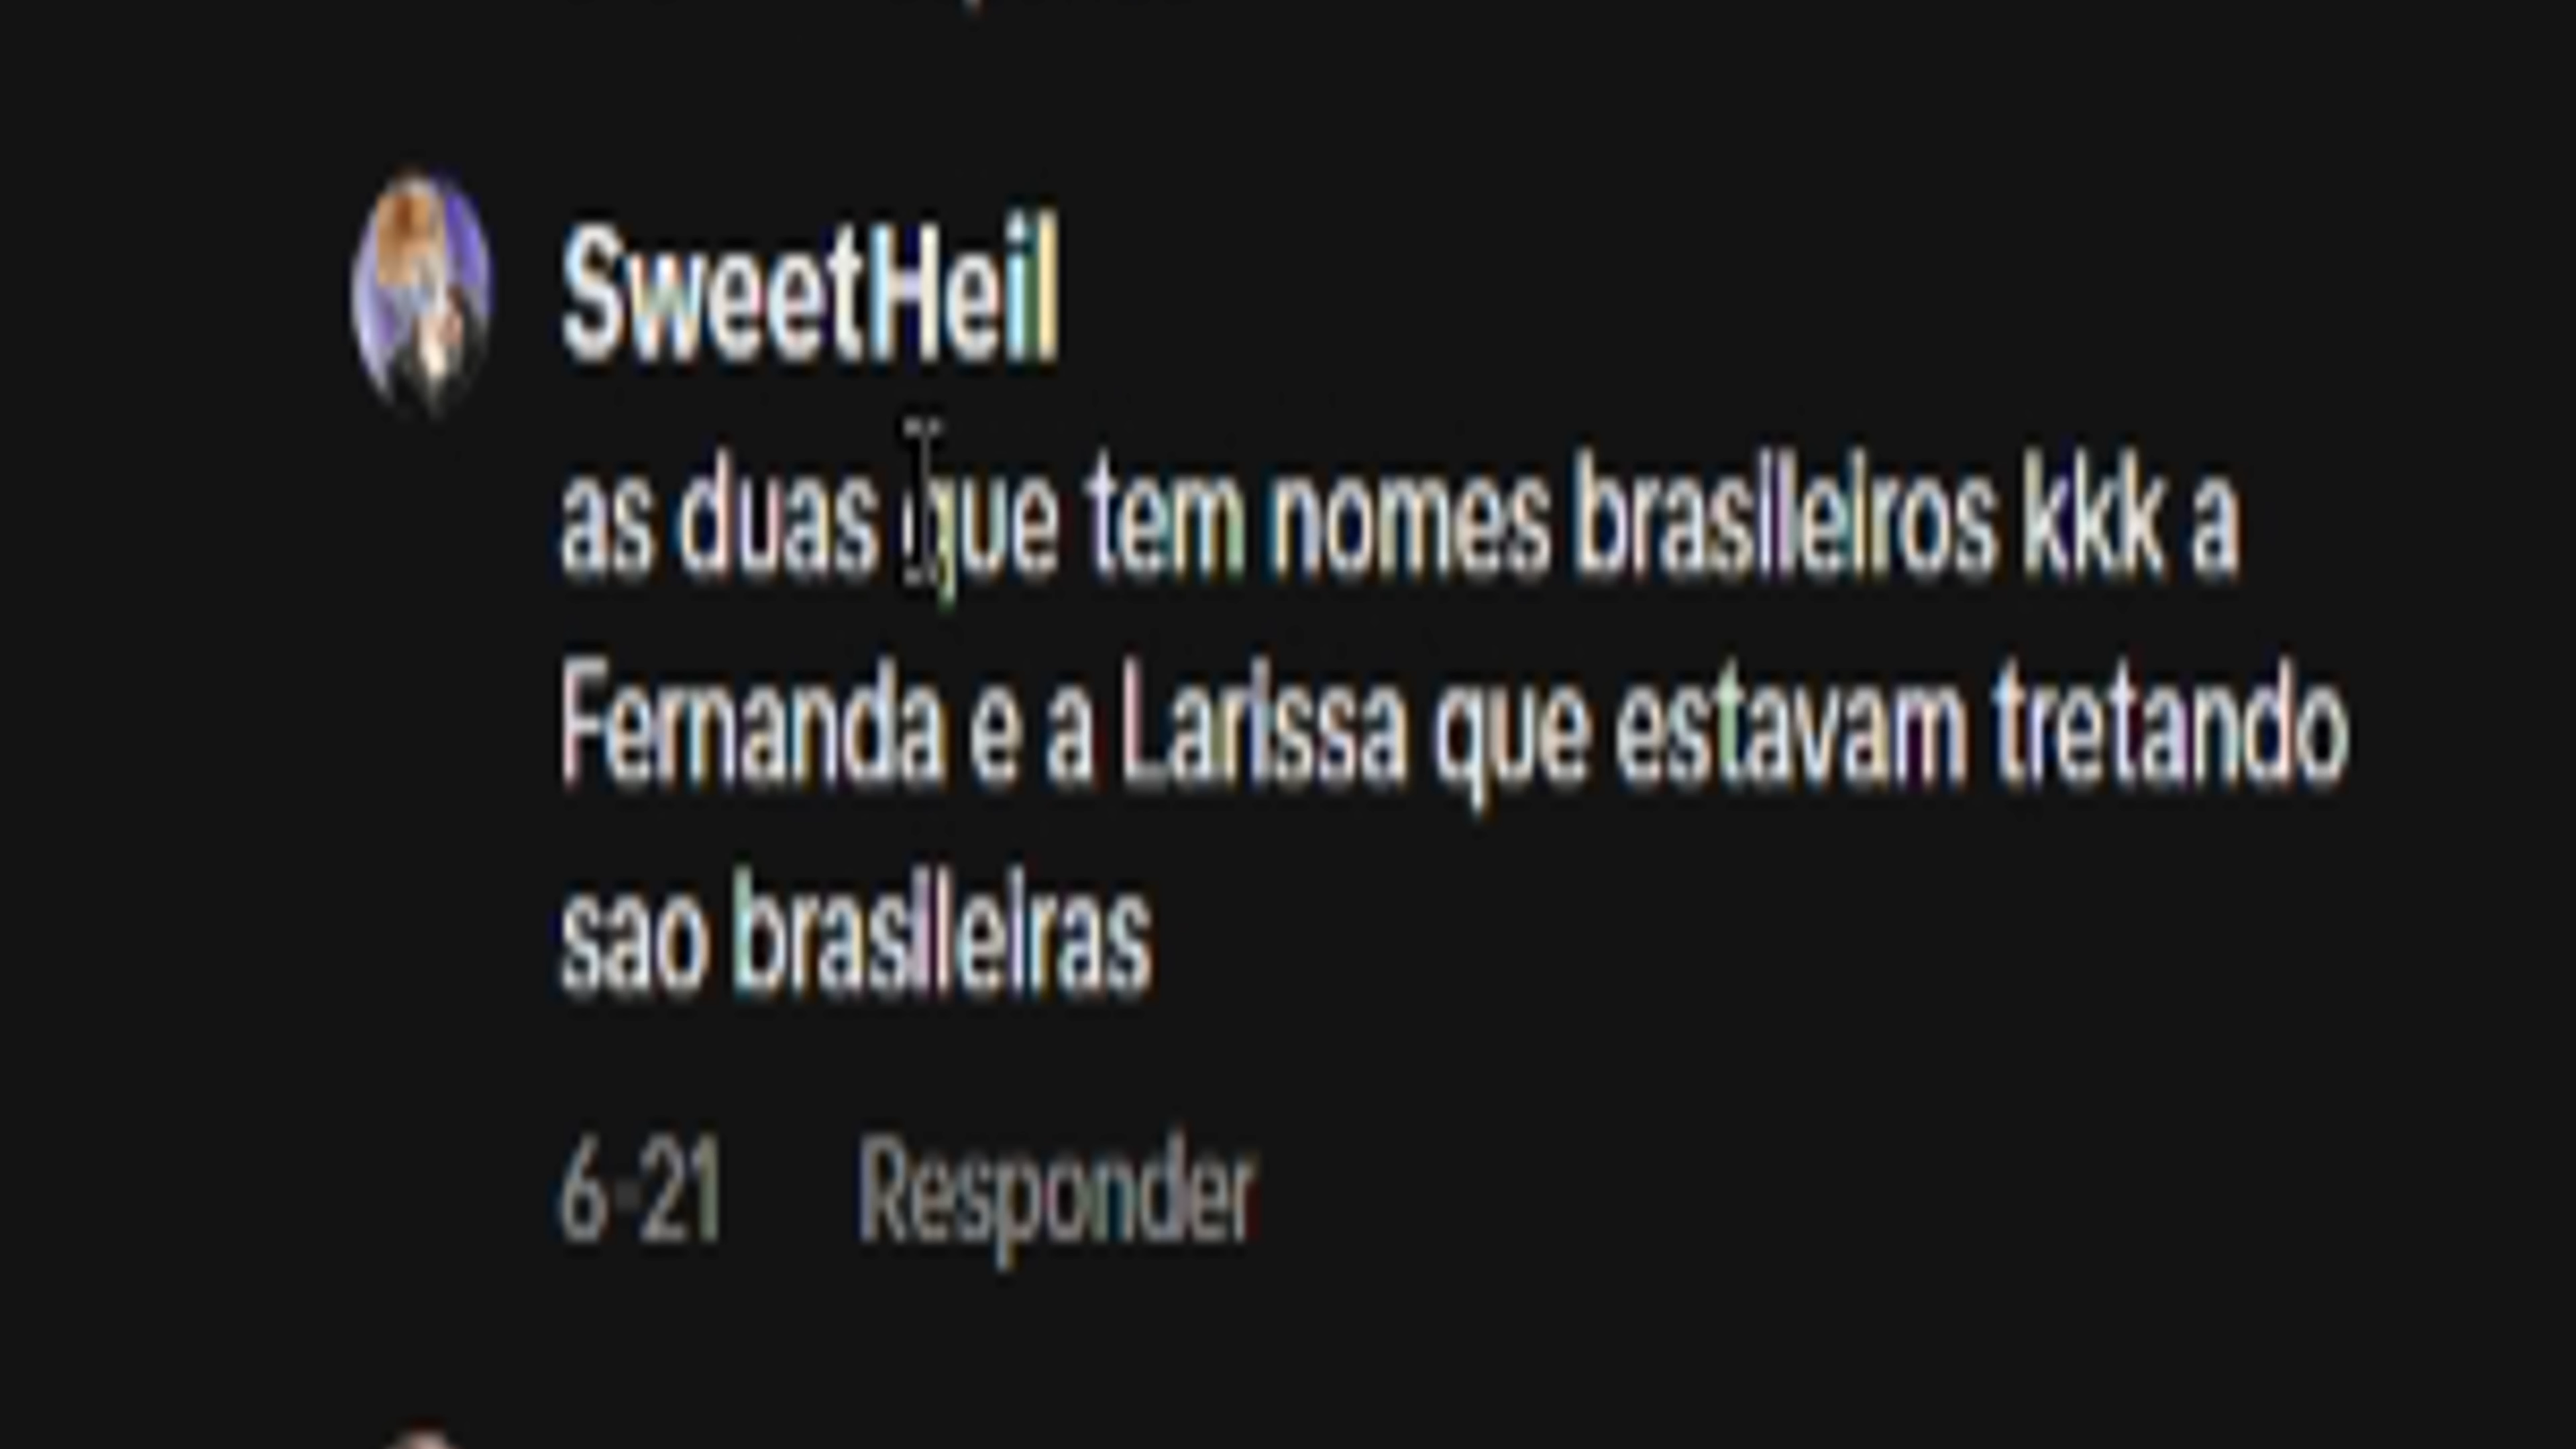 SweetHeil
as duas que tem nomes brasileiros kkk a
Fernanda e a Larissa que estavam tretando
sao brasileiras
6-21 Responder